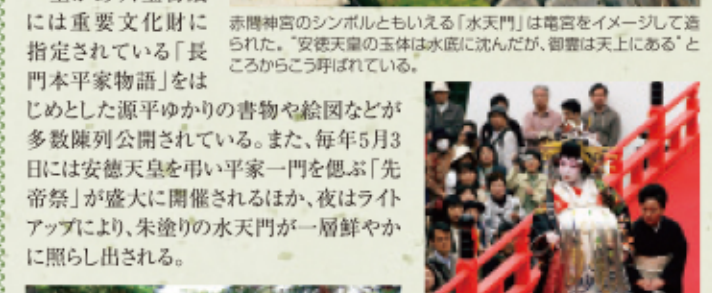 には重要文化財に
指定されている「長
門本平家物語」をは
じめとした源平ゆかりの書物や絵図などが
多数陳列公開されている。また、毎年5月3
日には安徳天皇を弔い平家一門を偲ぶ「先
帝祭」が盛大に開催されるほか、夜はライト
アップにより、朱塗りの水天門が一層鮮やか
に照らし出される。
赤間神宮のシンボルともいえる「水天門」は竜宮をイメージして造
られた。“安徳天皇の玉体は水底に沈んだが、御霊は天上にある”と
ころからこう呼ばれている。